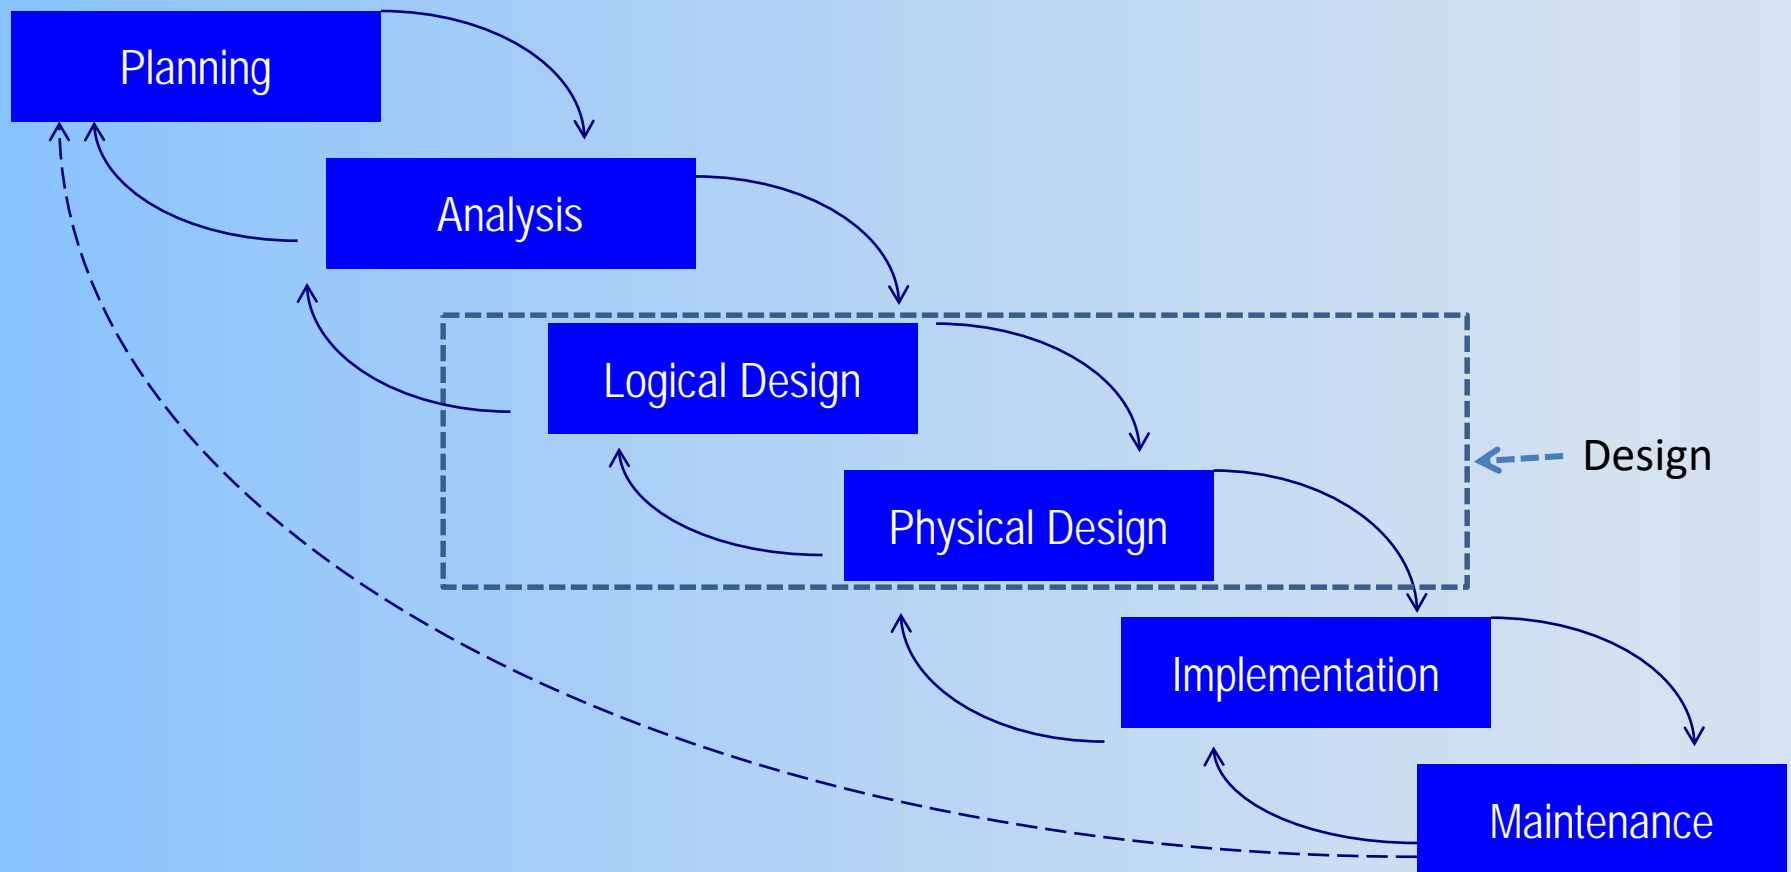 Planning
Analysis
Logical Design
Physical Design
Design
Implementation
Maintenance